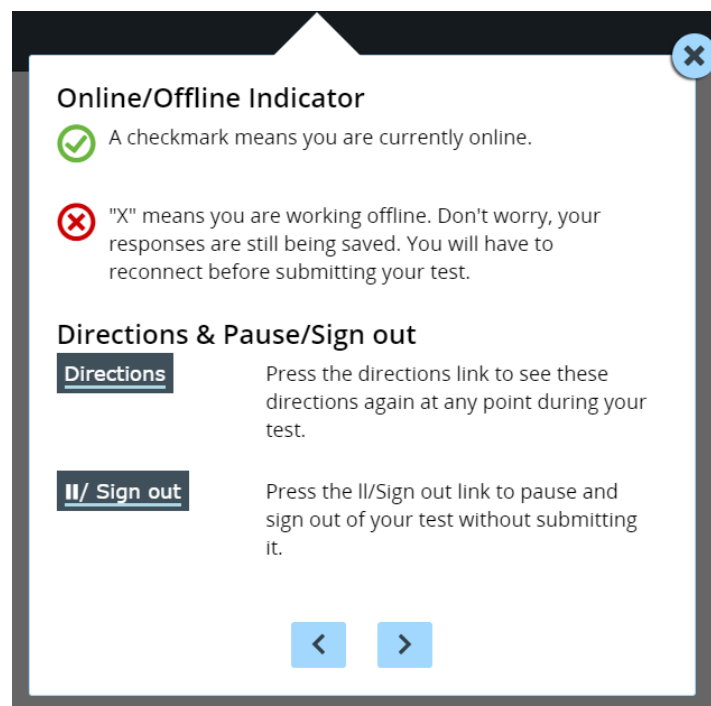 Online/Offline Indicator
A checkmark means you are currently online.
"X" means you are working offline. Don't worry, your
responses are still being saved. You will have to
reconnect before submitting your test.
Directions & Pause/Sign out
Directions
Press the directions link to see these
directions again at any point during your
test.
II/ Sign out
Press the ll/Sign out link to pause and
sign out of your test without submitting
it.